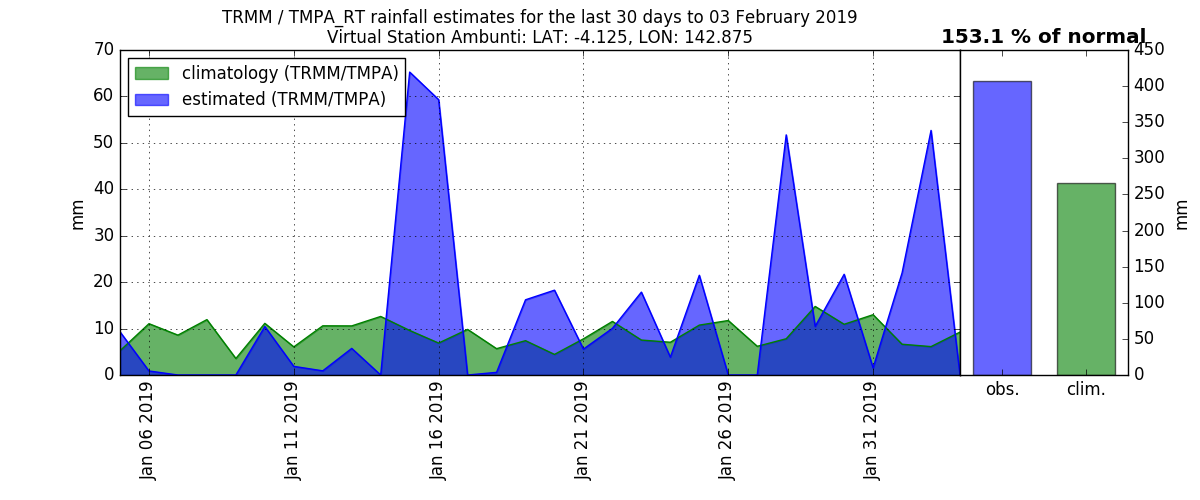 TRMM / TMPA_RT rainfall estimates for the last 30 days to 03 February 2019
Virtual Station Ambunti: LAT: -4.125, LON: 142.875
153.1 % of normal
climatology (TRMM/TMPA)
estimated (TRMM/TMPA)
70
60
50
40
30
20
10
0
mm
Jan 06 2019
Jan 11 2019
Jan 16 2019
Jan 21 2019
Jan 26 2019
Jan 31 2019
obs.
clim.
450
400
350
300
250
200
150
100
50
0
mm